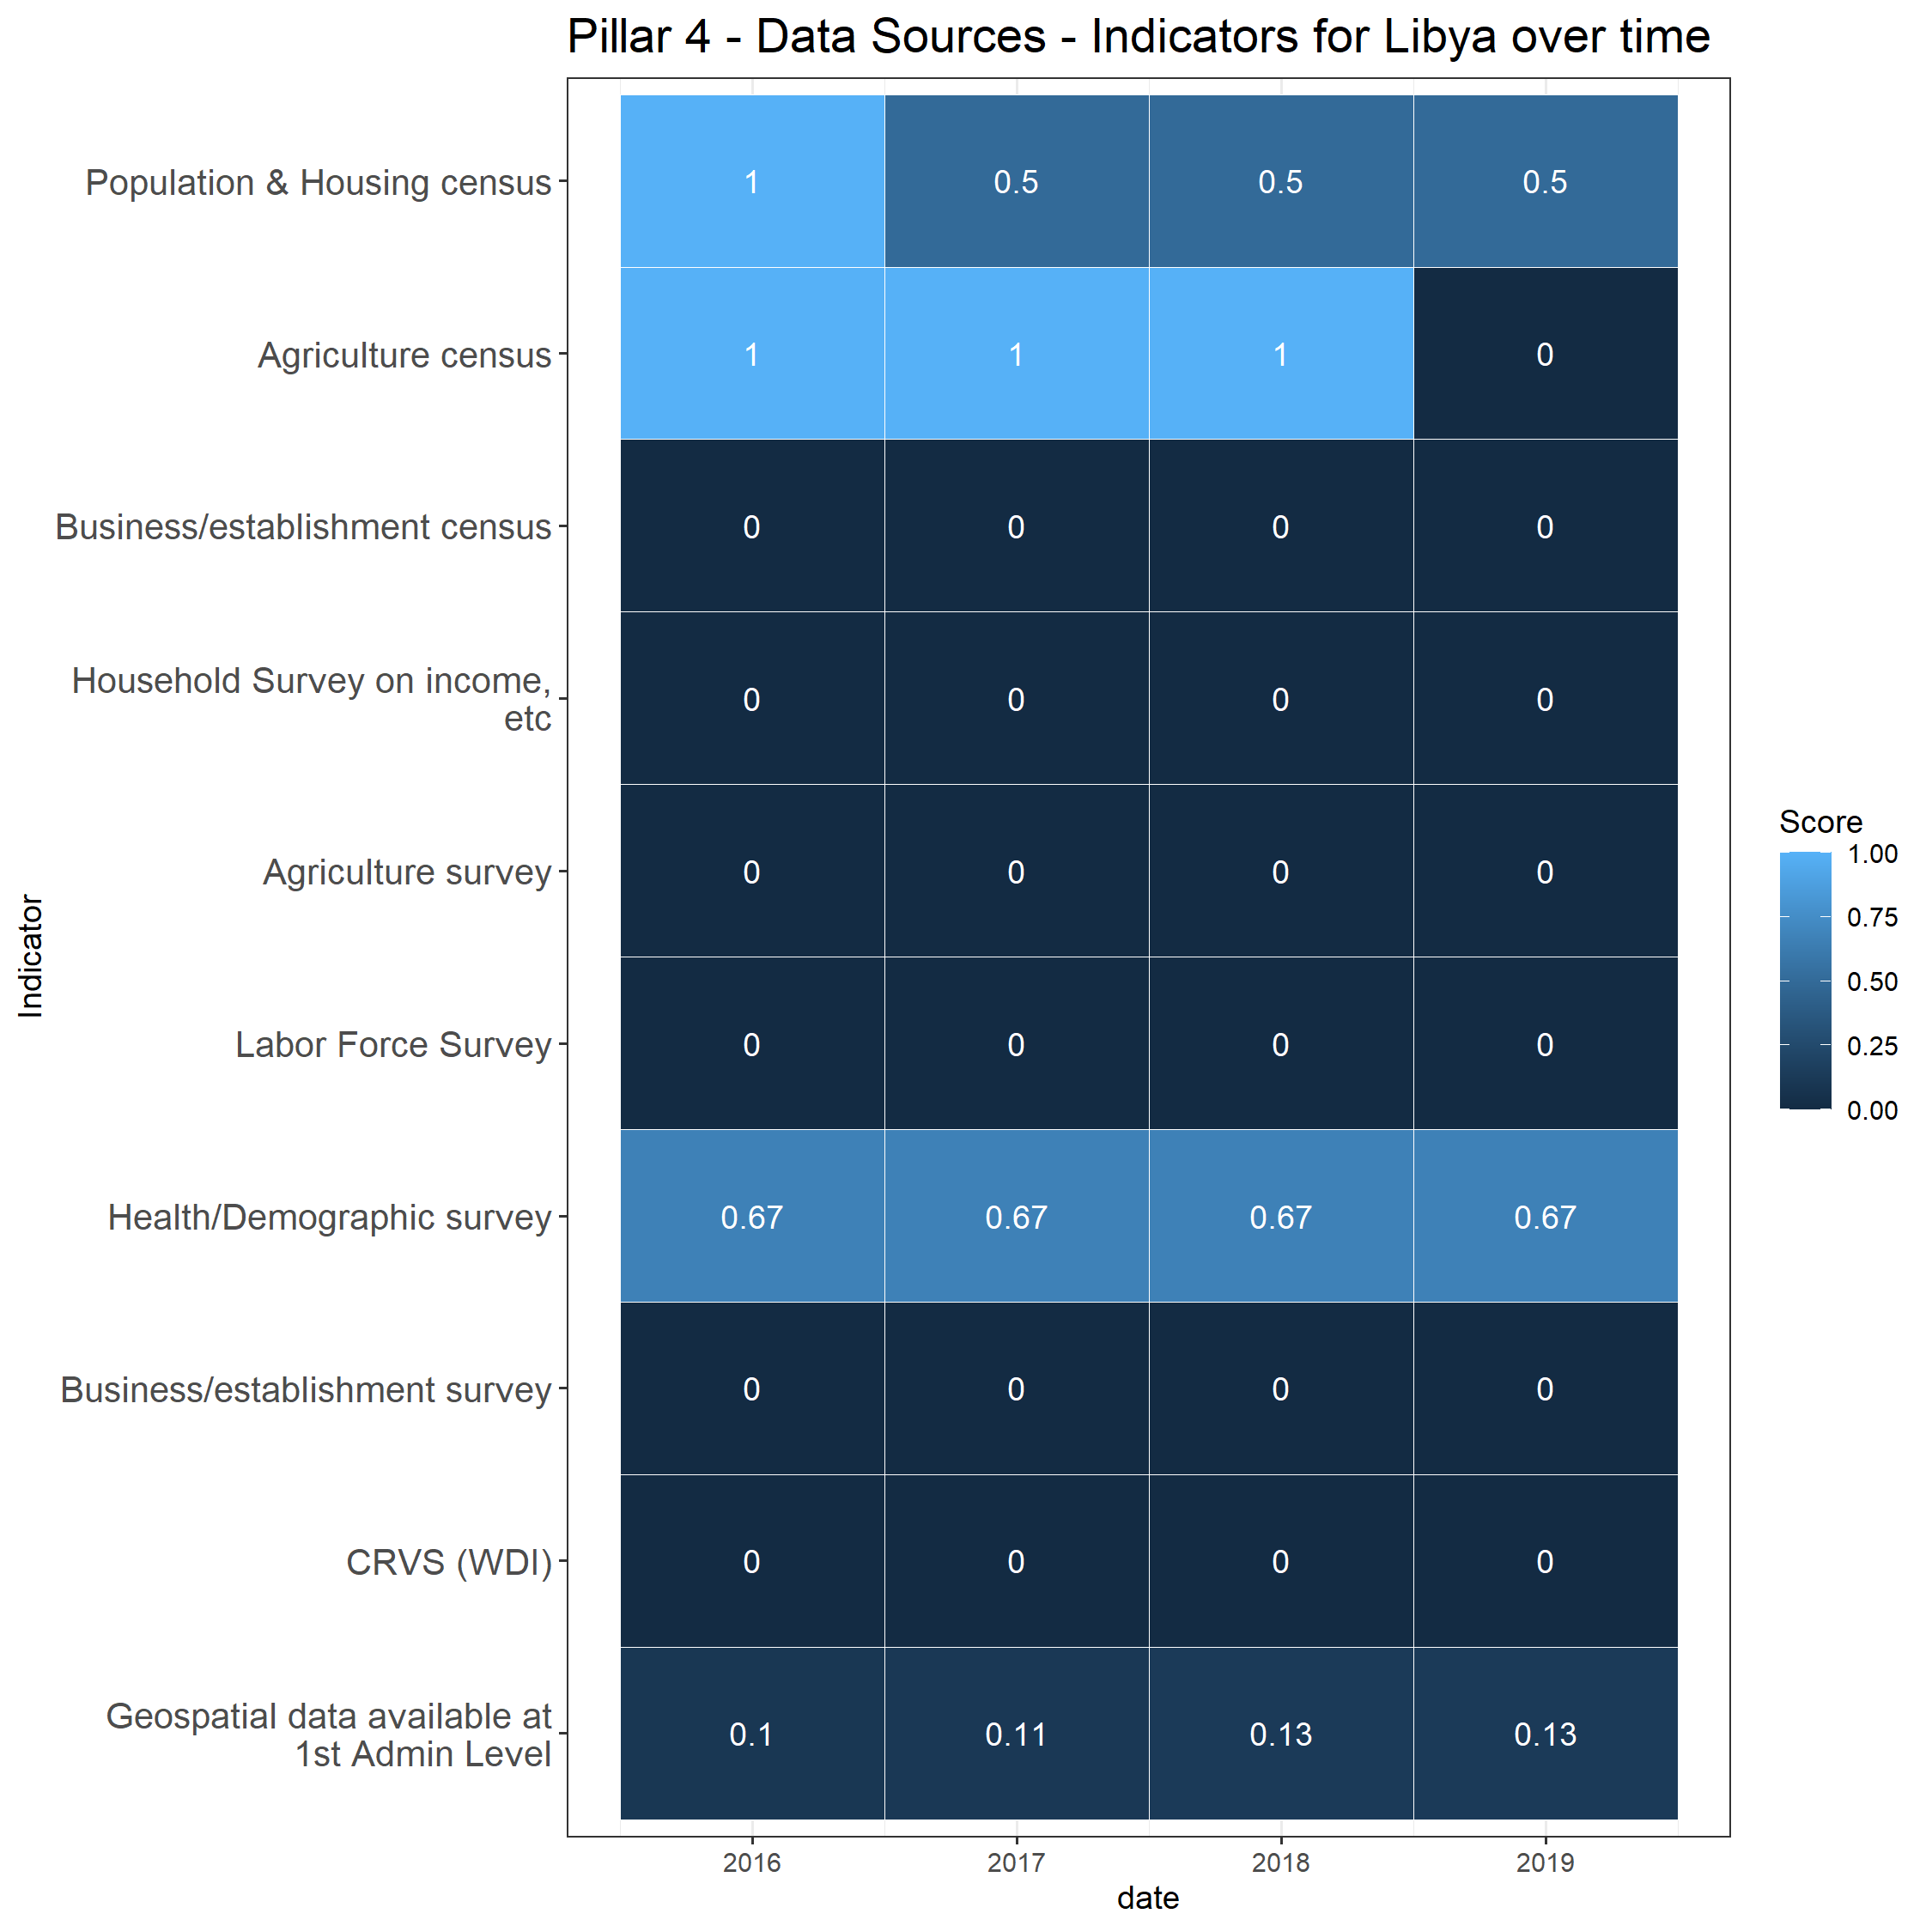 Pillar 4 - Data Sources - Indicators for Libya over time
Population & Housing census
1 0.5 0.5 0.5
Agriculture census
1 1 1 0
Business/establishment census
0 0 0 0
Household Survey on income,
etc
0 0 0 0
Agriculture survey
0 0 0 0
Labor Force Survey
0 0 0 0
Health/Demographic survey
0.67 0.67 0.67 0.67
Business/establishment survey
0 0 0 0
CRVS (WDI)
0 0 0 0
Geospatial data available at
1st Admin Level
0.1 0.11 0.13 0.13
2016 2017 2018 2019
date
Indicator
Score
1.00
0.75
0.50
0.25
0.00